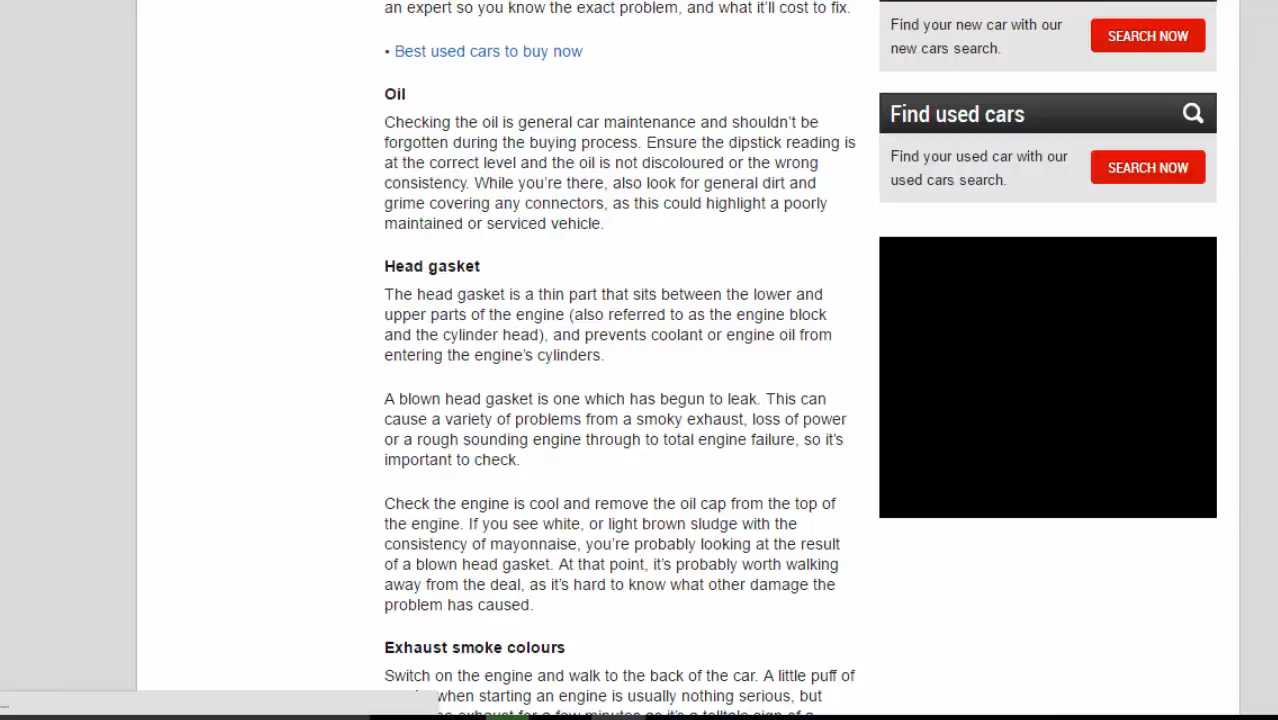 an expert so you know the exact problem, and what it'll cost to fix.
• Best used cars to buy now
Oil
Checking the oil is general car maintenance and shouldn't be
forgotten during the buying process. Ensure the dipstick reading is
at the correct level and the oil is not discoloured or the wrong
consistency. While you're there, also look for general dirt and
grime covering any connectors, as this could highlight a poorly
maintained or serviced vehicle.
Head gasket
The head gasket is a thin part that sits between the lower and
upper parts of the engine (also referred to as the engine block
and the cylinder head), and prevents coolant or engine oil from
entering the engine's cylinders.
A blown head gasket is one which has begun to leak. This can
cause a variety of problems from a smoky exhaust, loss of power
or a rough sounding engine through to total engine failure, so it's
important to check.
Check the engine is cool and remove the oil cap from the top of
the engine. If you see white, or light brown sludge with the
consistency of mayonnaise, you're probably looking at the result
of a blown head gasket. At that point, it's probably worth walking
away from the deal, as it's hard to know what other damage the
problem has caused.
Exhaust smoke colours
Switch on the engine and walk to the back of the car. A little puff of
when starting an engine is usually nothing serious, but
exhaust for a few minutes as it's a telltale sign of a
Find your new car with our
new cars search.
SEARCH NOW
Find used cars
Find your used car with our
used cars search.
SEARCH NOW